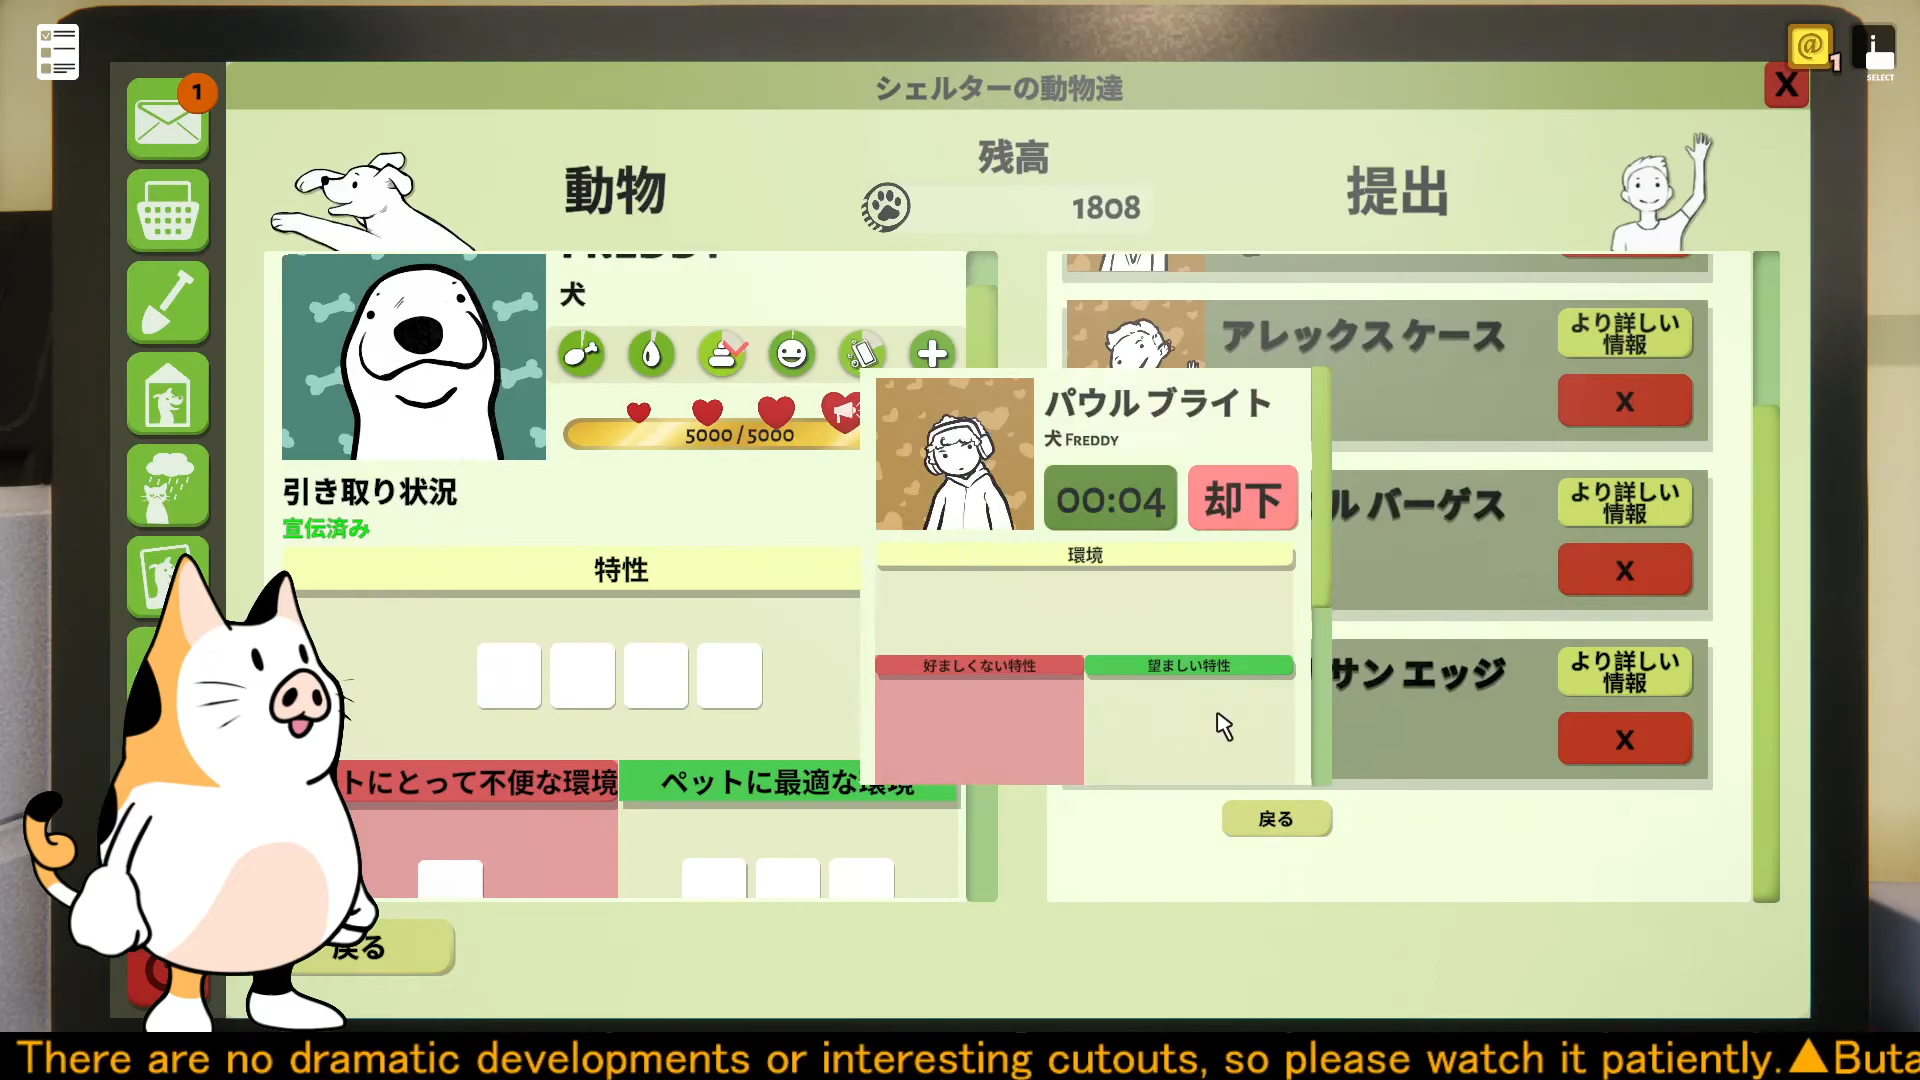 1
シェルターの動物達
X
@
1
i
SELECT
動物
残高
1808
提出
犬
5000/5000
引き取り状況
宣伝済み
特性
トにとって不便な環境
ペットに最適な環境
戻る
アレックス ケース
より詳しい
情報
X
ル バーゲス
より詳しい
情報
X
サン エッジ
より詳しい
情報
X
パウル ブライト
犬 FREDDY
00:04
却下
環境
好ましくない特性
望ましい特性
戻る
There are no dramatic developments or interesting cutouts, so please watch it patiently.▲Buta